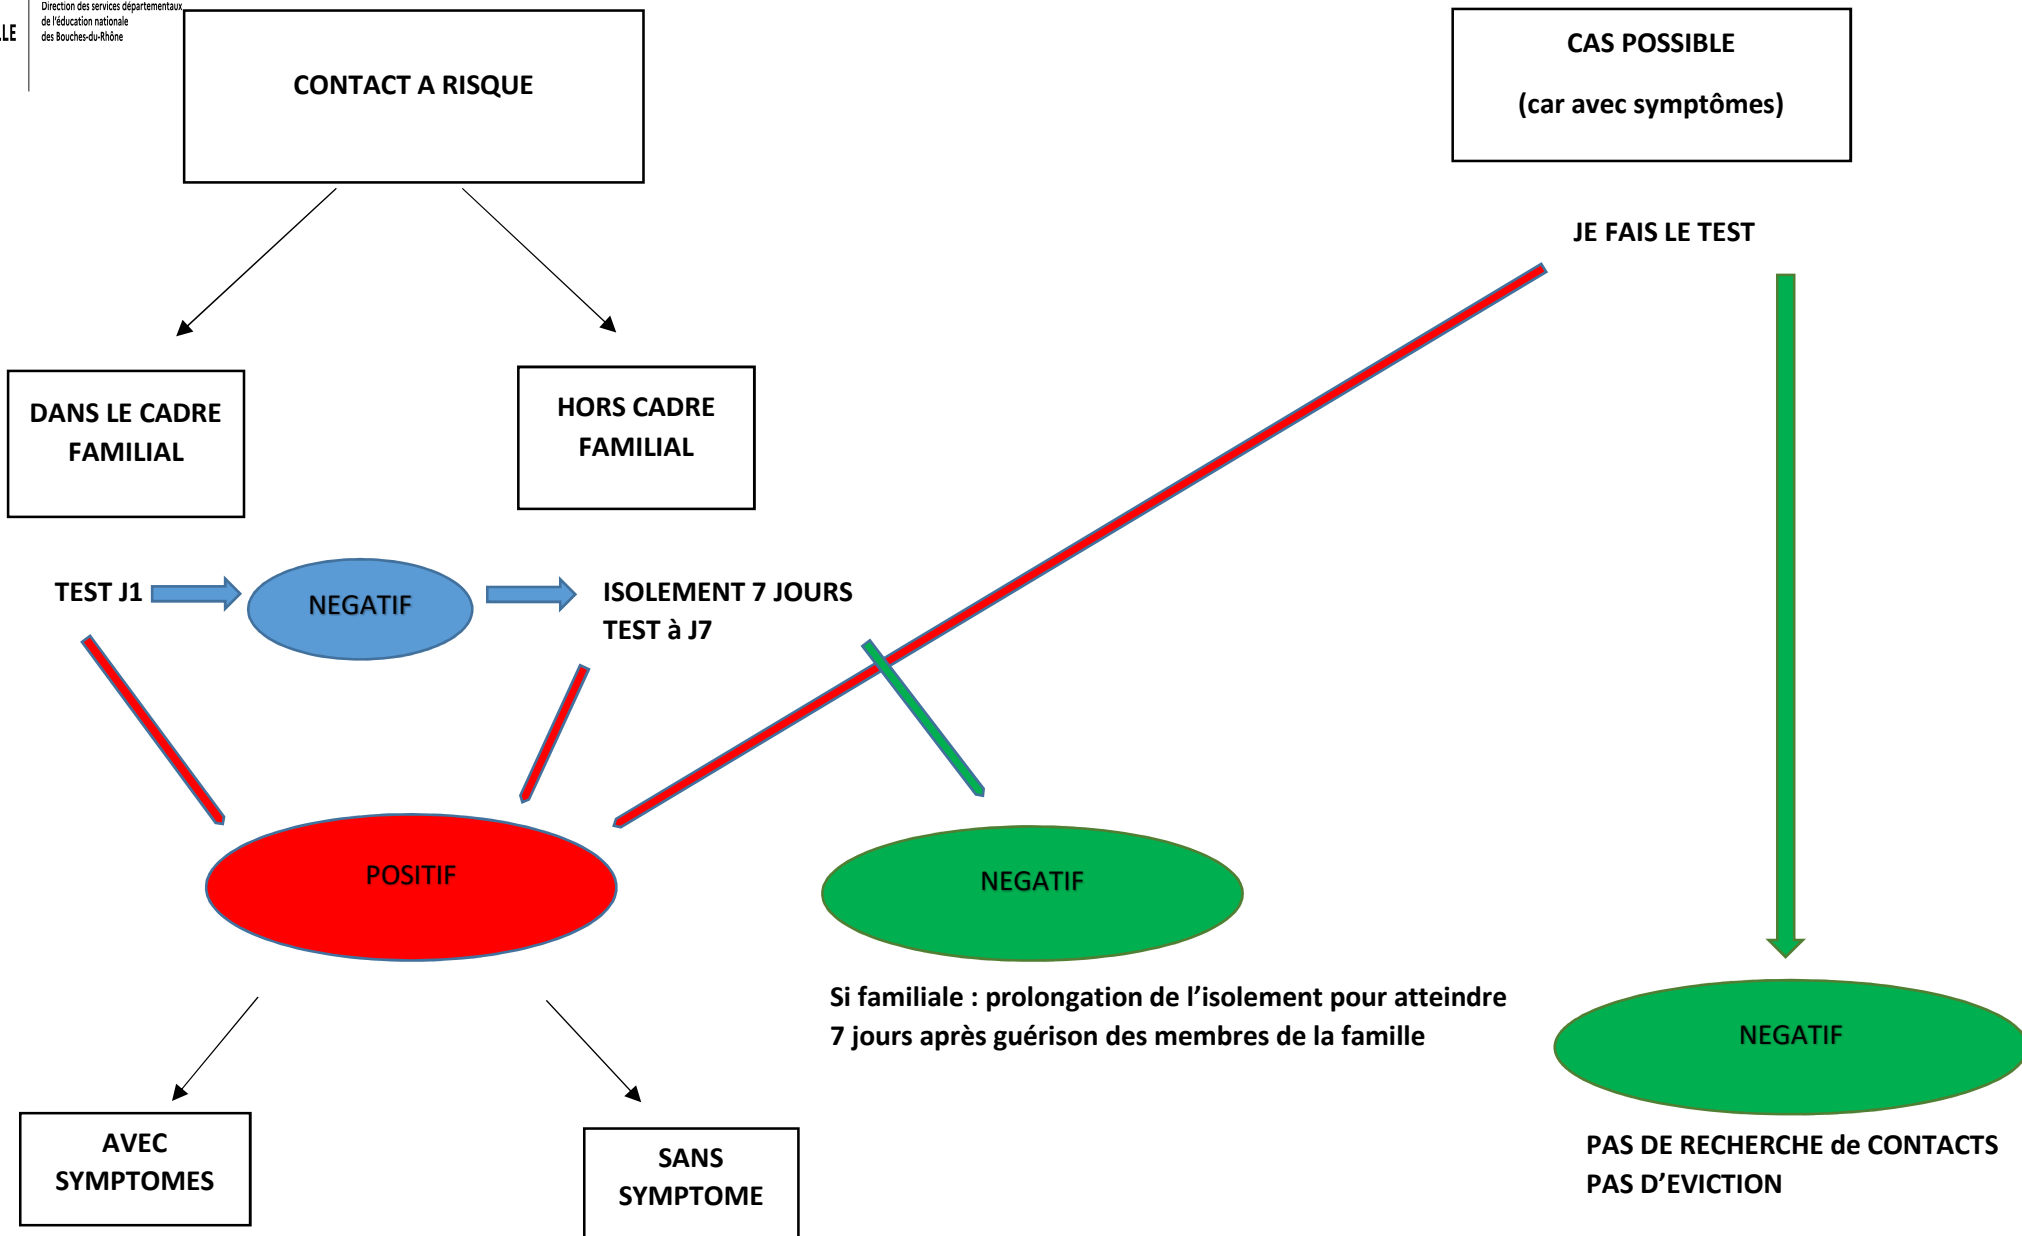 Direction des services départementaux
de l'éducation nationale
des Bouches-du-Rhône
CONTACT A RISQUE
CAS POSSIBLE
(car avec symptômes)
JE FAIS LE TEST
DANS LE CADRE
FAMILIAL
HORS CADRE
FAMILIAL
TEST J1
NEGATIF
ISOLEMENT 7 JOURS
TEST à J7
POSITIF
NEGATIF
Si familiale : prolongation de l’isolement pour atteindre
7 jours après guérison des membres de la famille
NEGATIF
PAS DE RECHERCHE de CONTACTS
PAS D’EVICTION
AVEC
SYMPTOMES
SANS
SYMPTOME